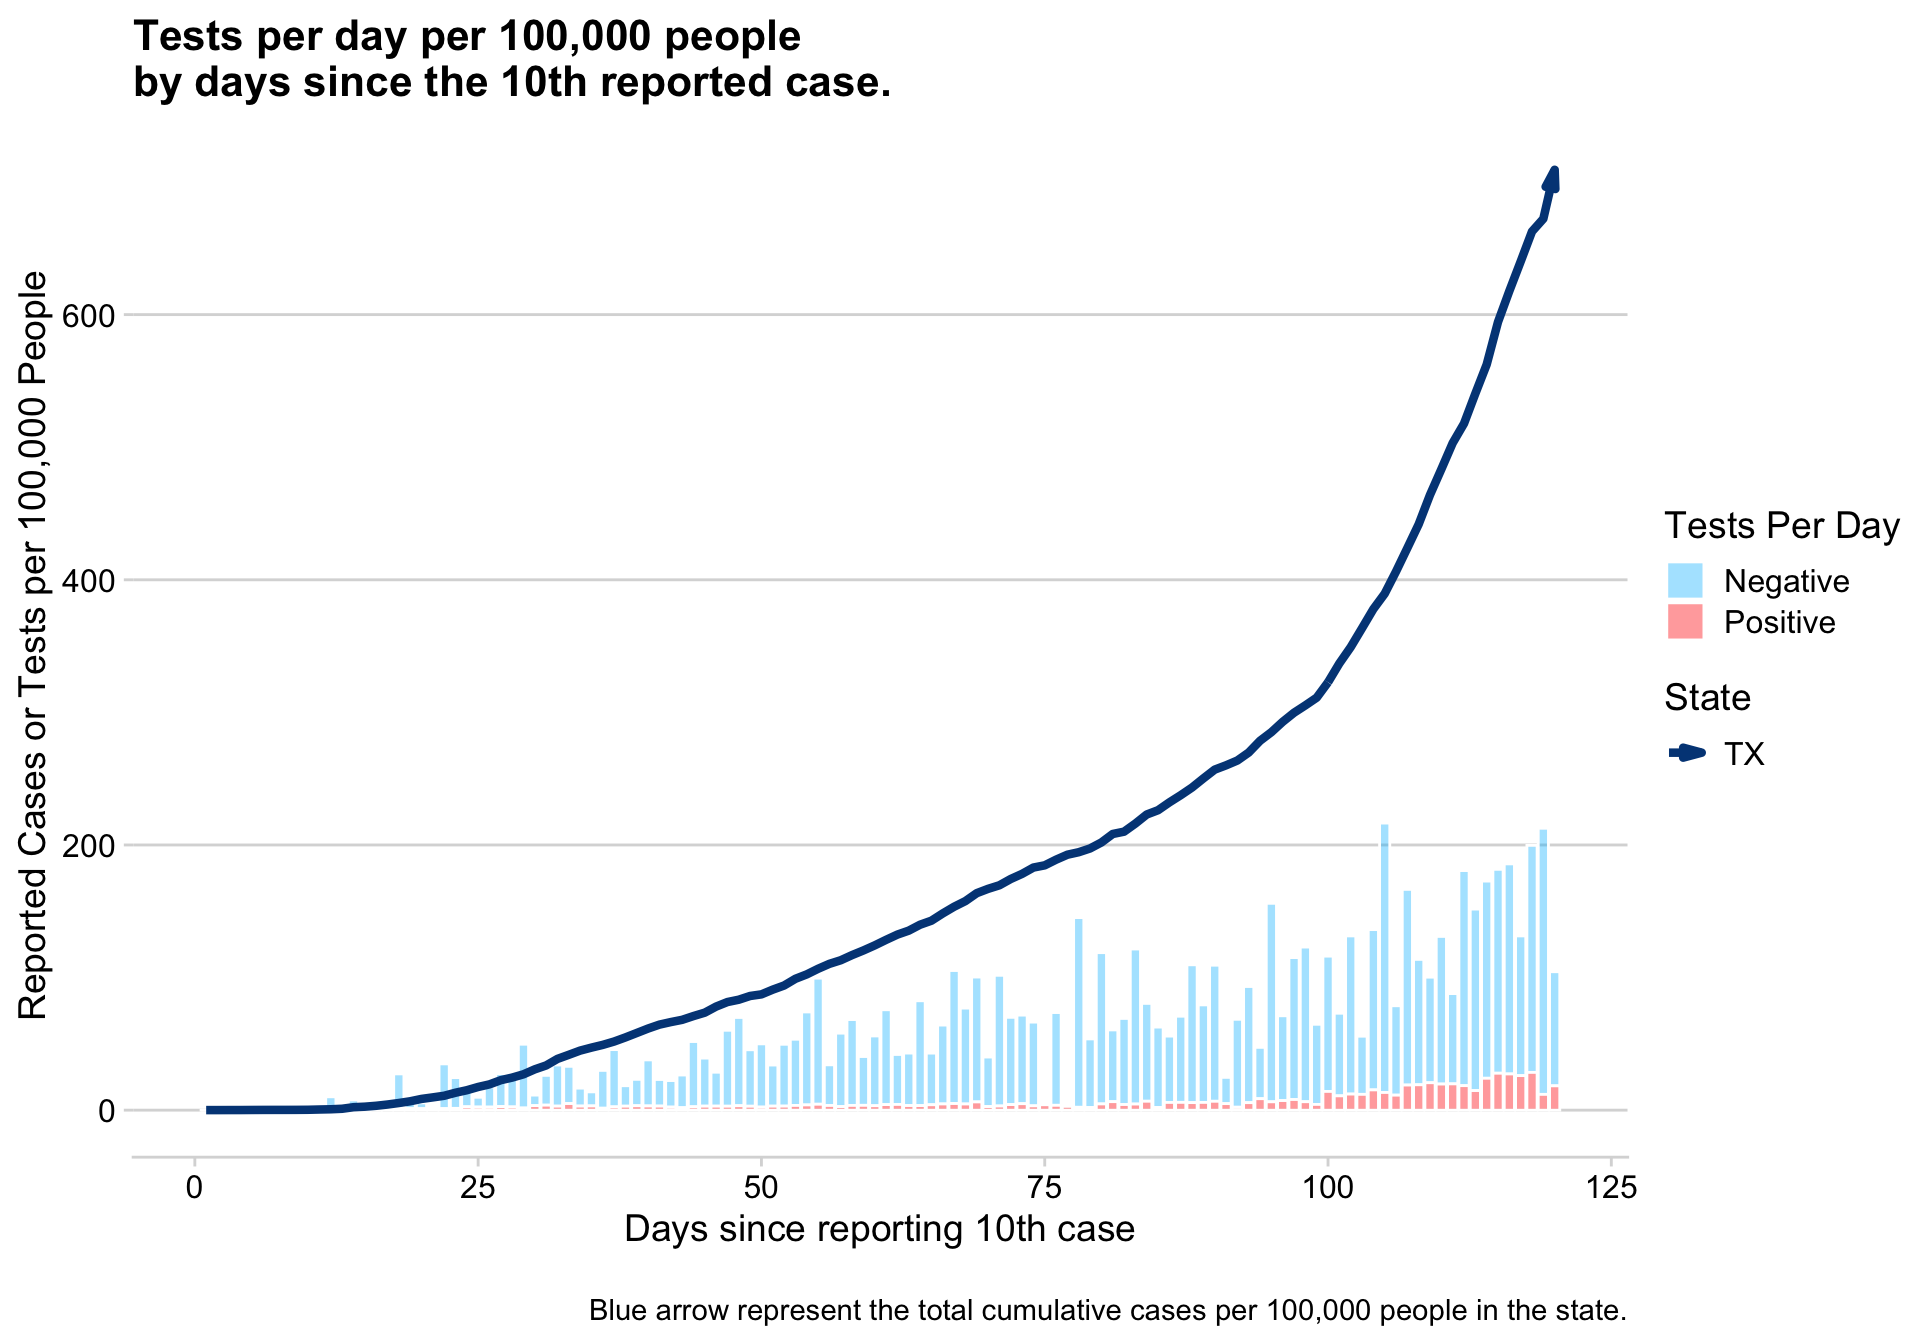 Tests per day per 100,000 people
by days since the 10th reported case.
Reported Cases or Tests per 100,000 People
600
400
200
0
0 25 50 75 100 125
Days since reporting 10th case
Tests Per Day
Negative
Positive
State
TX
Blue arrow represent the total cumulative cases per 100,000 people in the state.